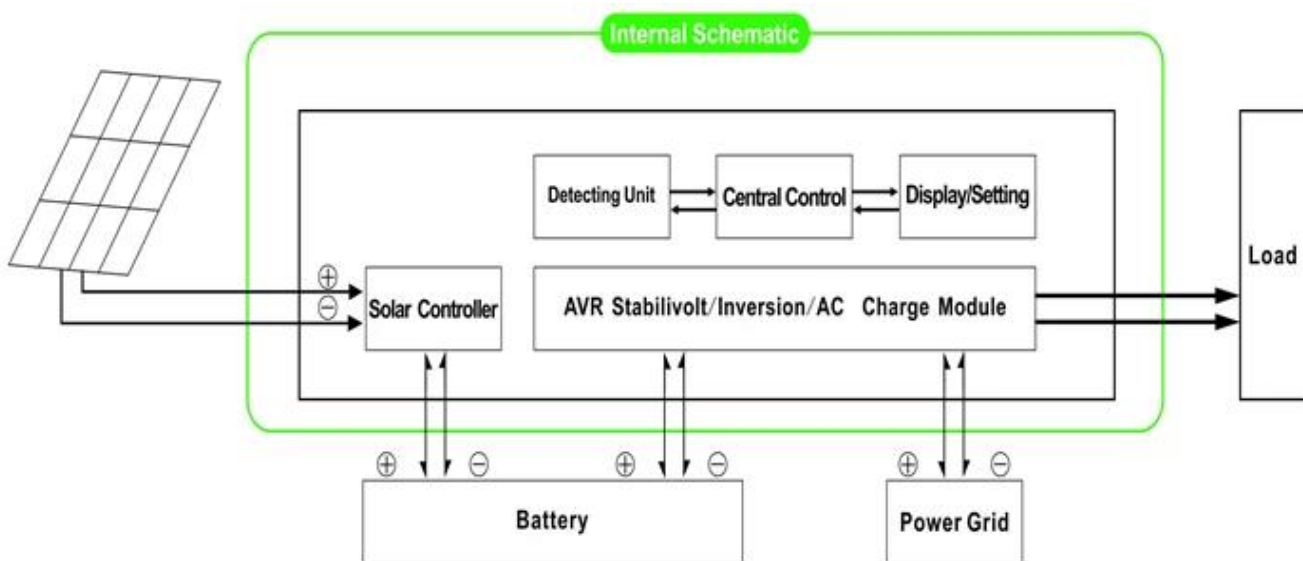 Internal Schematic
Detecting Unit
Central Control
Display/Setting
Load
⊕
⊖
Solar Controller
AVR Stabilivolt/Inversion/AC Charge Module
⊕ ⊖ ⊕ ⊖ ⊕ ⊖
Battery
Power Grid